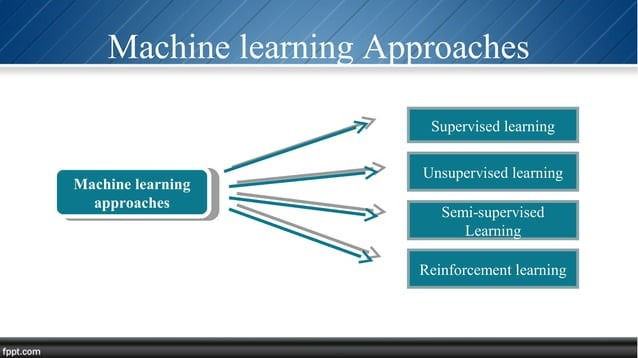 Machine learning Approaches
Supervised learning
Unsupervised learning
Machine learning
approaches
Semi-supervised
Learning
Reinforcement learning
fppt.com